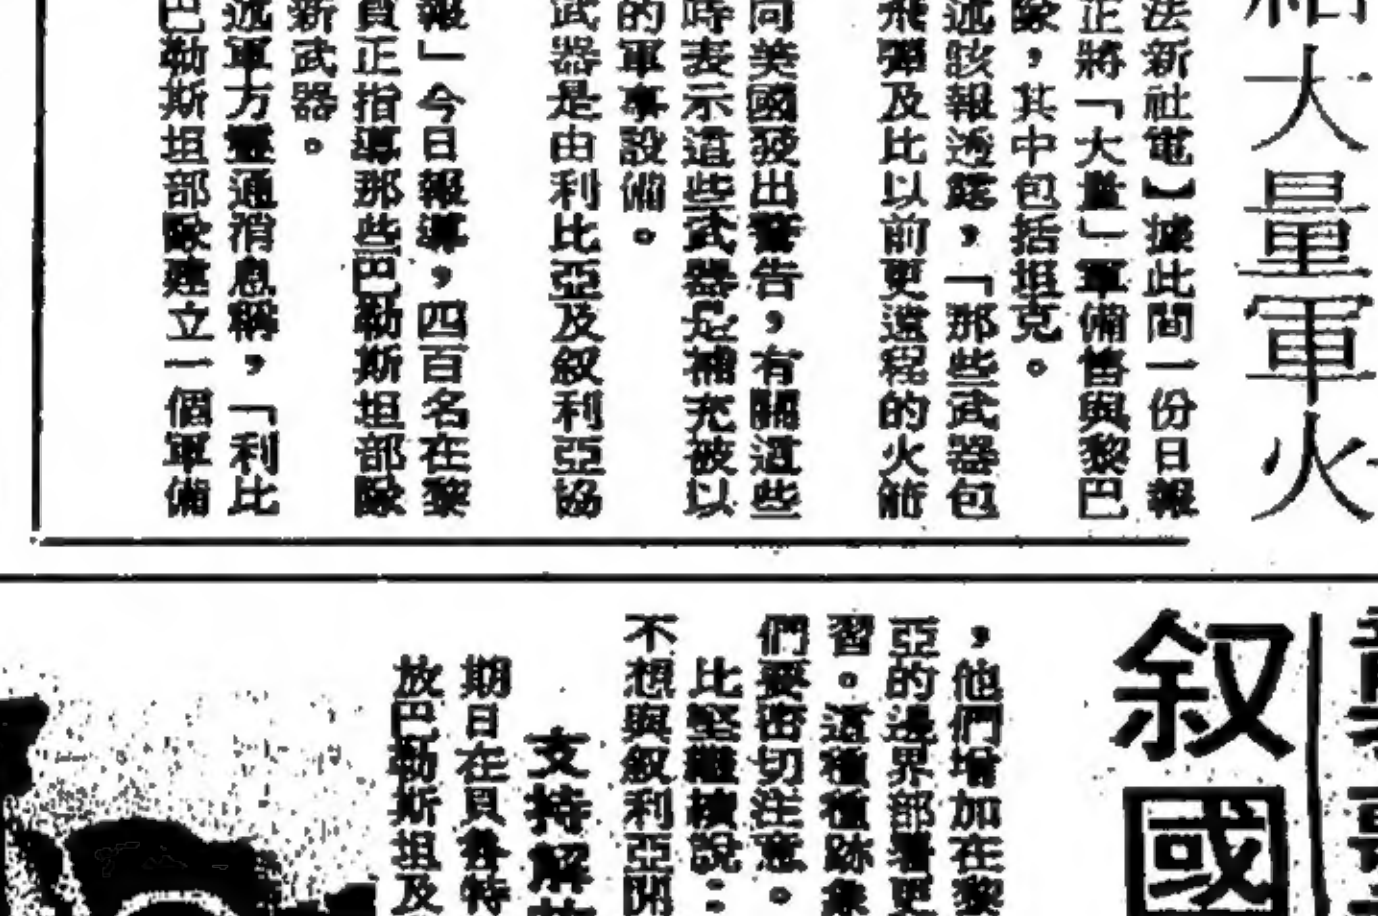 大量軍火
法新社電】據此間一份日報
正將「大量」軍備售與黎巴
隊，其中包括坦克。
述該報透露，「那些武器包
飛彈及比以前更遠程的火箭
同美國發出警告，有關這些
時表示這些武器是補充被以
的軍事設備。
武器是由利比亞及叙利亞協
報」今日報導，四百名在黎
員正指導那些巴勒斯坦部隊
新武器。
述軍方靈通消息稱，「利比
巴勒斯坦部隊建立一個軍備
叙國
，他們增加在黎
亞的邊界部署更
習。這種種跡象
們要密切注意。
比堅繼續說：
不想與叙利亞開
支持解
期日在貝魯特
放巴勒斯坦及